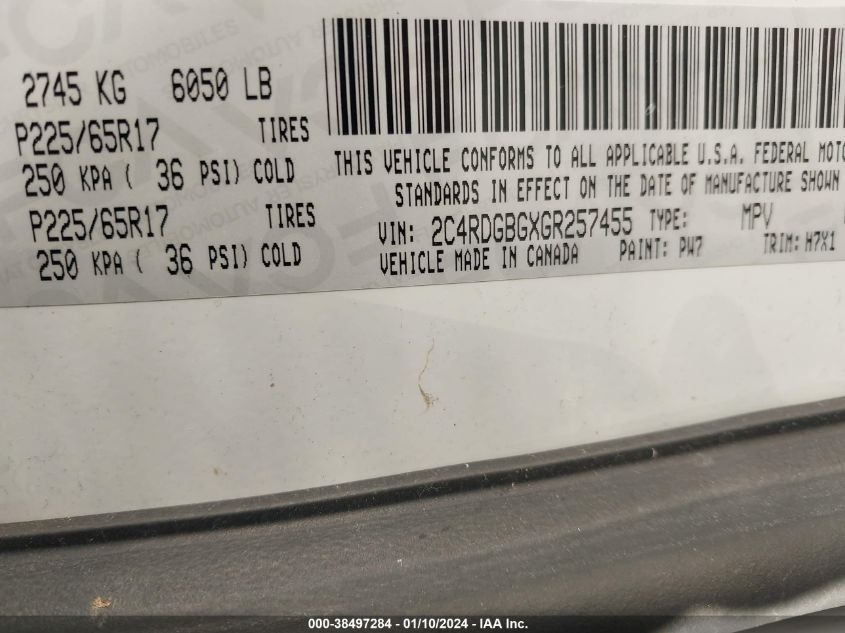 2745 KG 6050 LB
P225/65R17 TIRES
250 KPA ( 36 PSI) COLD
P225/65R17 TIRES
250 KPA ( 36 PSI) COLD
THIS VEHICLE CONFORMS TO ALL APPLICABLE U.S.A. FEDERAL MOTO
STANDARDS IN EFFECT ON THE DATE OF MANUFACTURE SHOWN
VIN: 2C4RDGBGXGR257455 TYPE: MPV
VEHICLE MADE IN CANADA PAINT: PW7 TRIM: H7X1
000-38497284 - 01/10/2024 - IAA Inc.